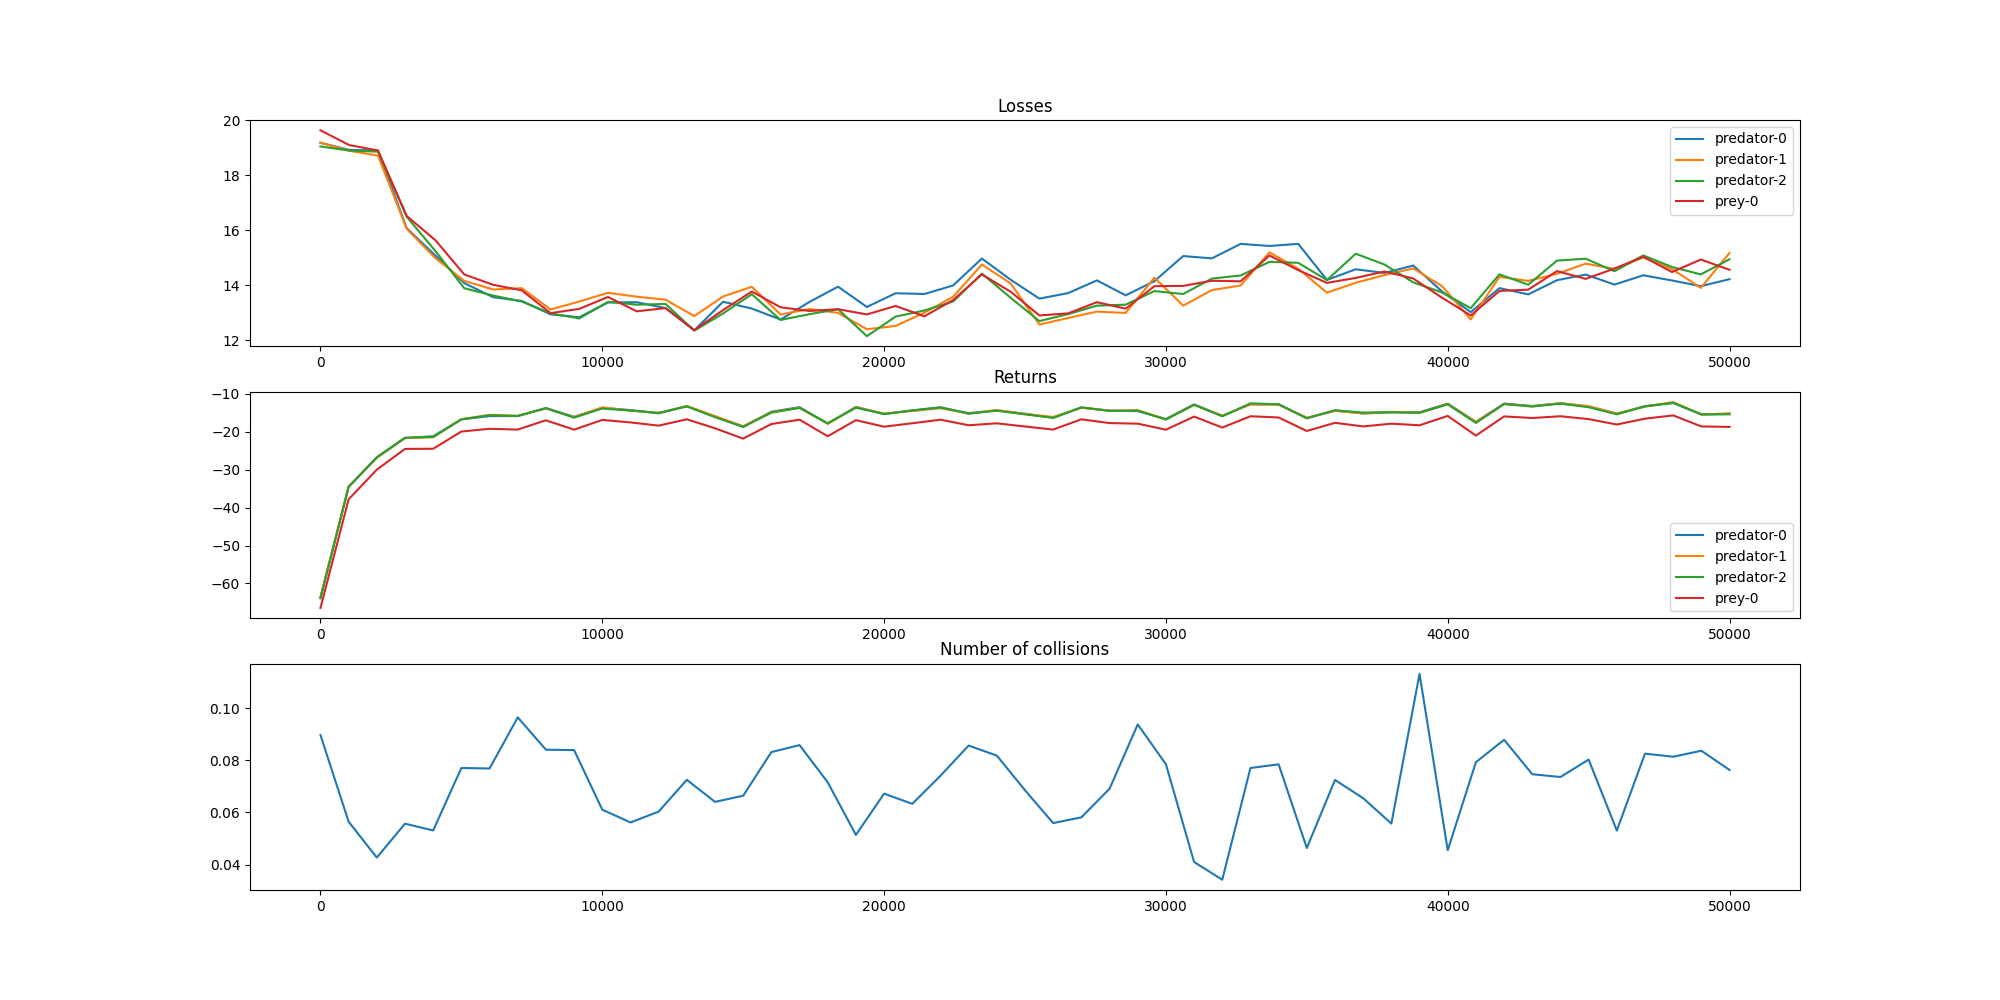 Losses
20
18
16
14
12
predator-0
predator-1
predator-2
prey-0
0 10000 20000 30000 40000 50000
Returns
−10
−20
−30
−40
−50
−60
predator-0
predator-1
predator-2
prey-0
0 10000 20000 30000 40000 50000
Number of collisions
0.10
0.08
0.06
0.04
0 10000 20000 30000 40000 50000